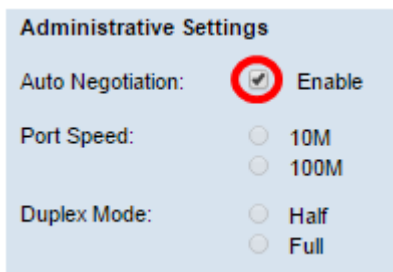 Administrative Settings
Auto Negotiation: Enable
Port Speed: 10M
100M
Duplex Mode: Half
Full